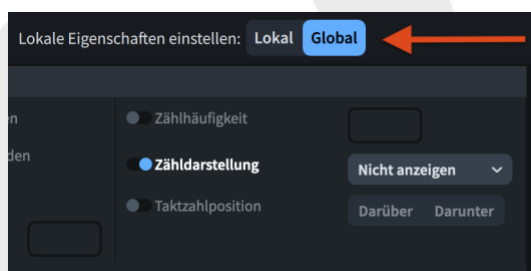 Lokale Eigenschaften einstellen: Lokal Global
Zählhäufigkeit
Zähldarstellung Nicht anzeigen
Taktzahlposition Darüber Darunter